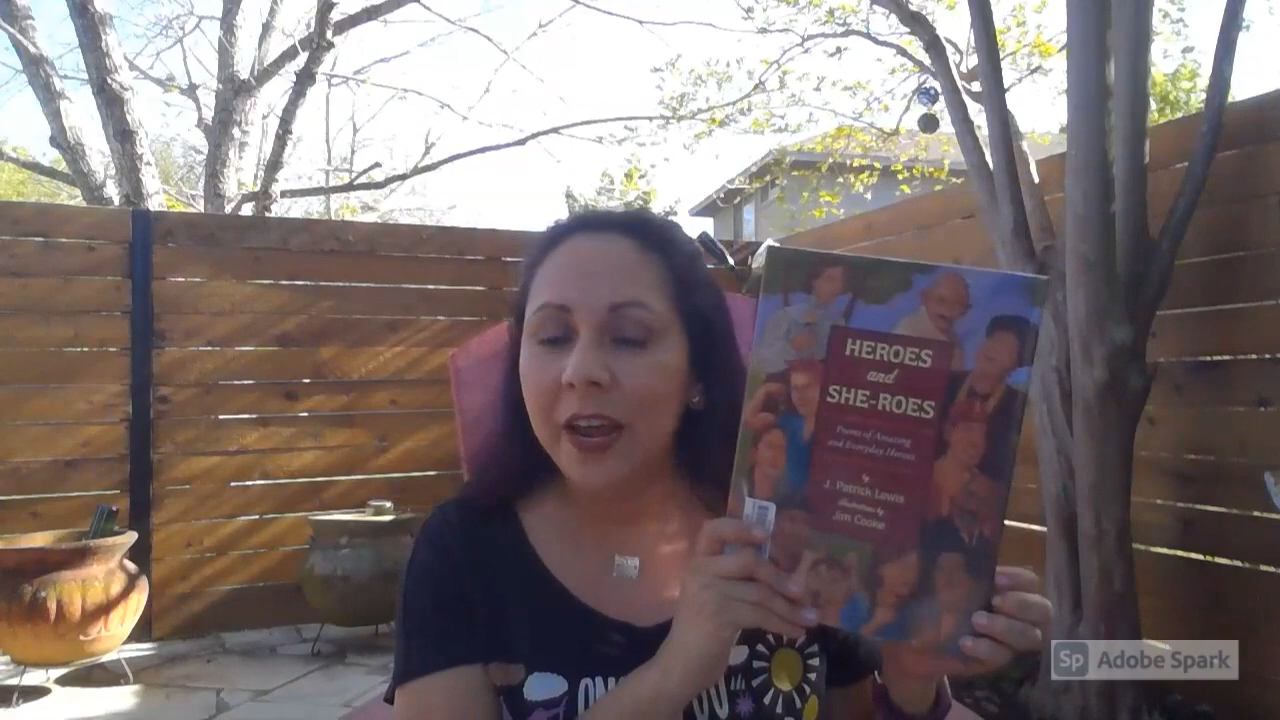 HEROES
and
SHE-ROES
Poems of Amazing
and Everyday Heroes
by
J. Patrick Lewis
illustrations by
Jim Cooke
Sp Adobe Spark